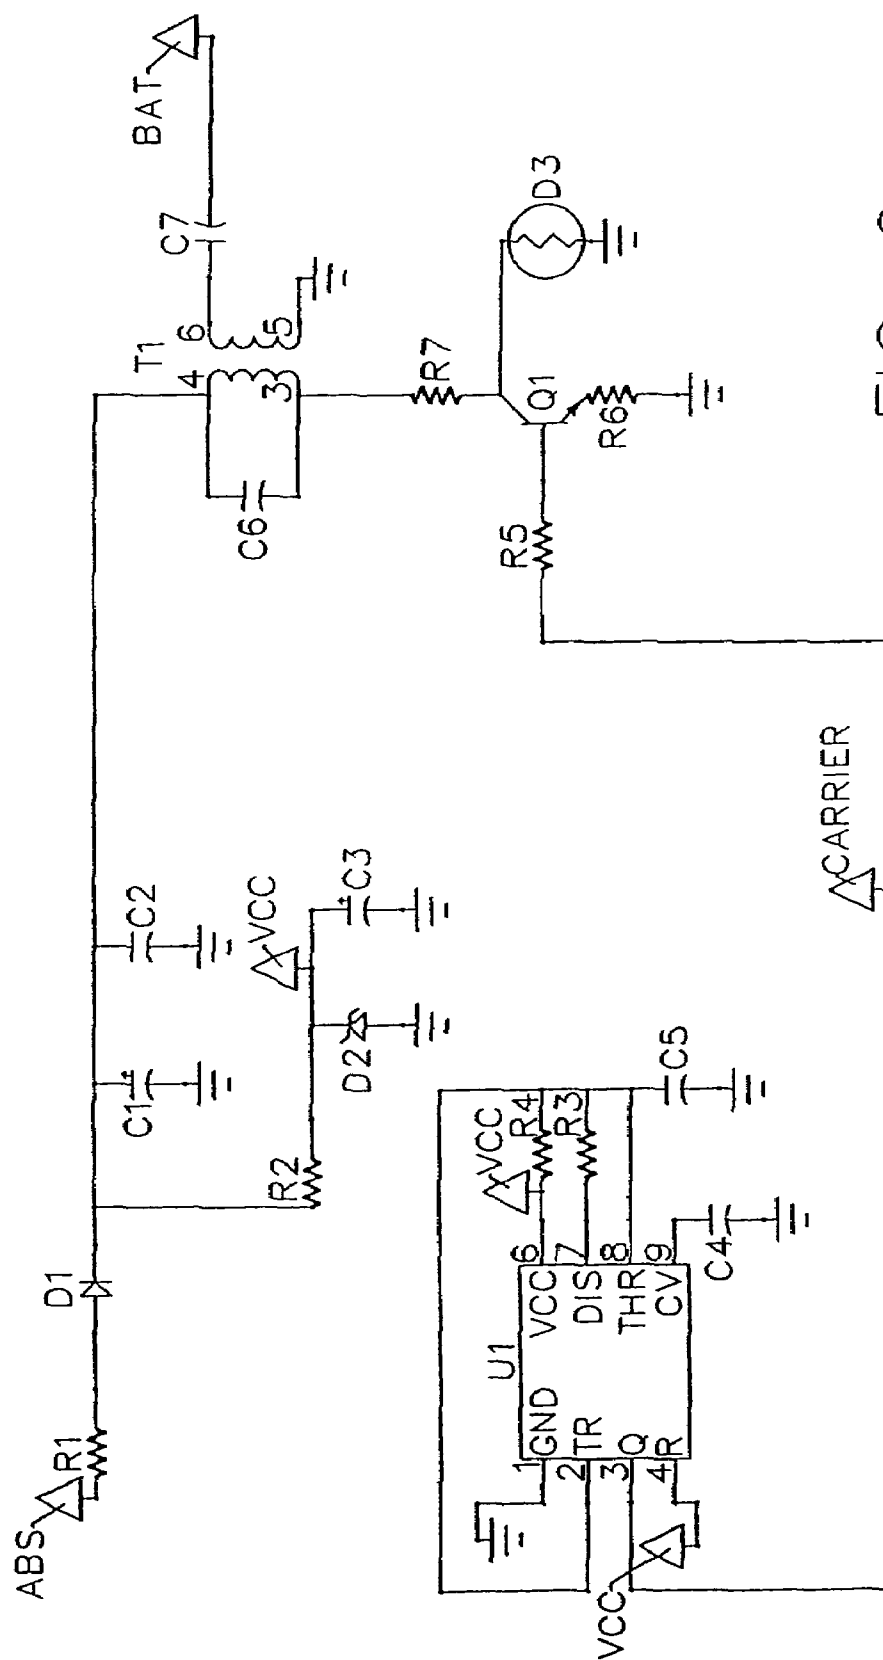 ABS
R1
D1
C1
C2
R2
D2
VCC
C3
T1
4
6
3
5
C7
BAT
C6
R7
D3
Q1
R6
R5
U1
1
GND
2
TR
3
Q
4
R
VCC
6
VCC
DIS
7
THR
8
CV
9
VCC
R4
R3
C5
C4
CARRIER